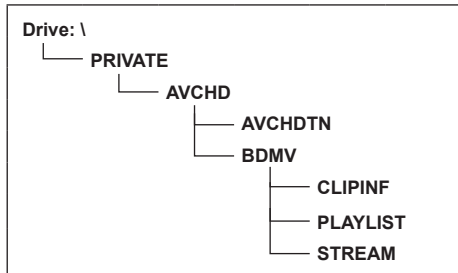 Drive: \
PRIVATE
AVCHD
AVCHDTN
BDMV
CLIPINF
PLAYLIST
STREAM